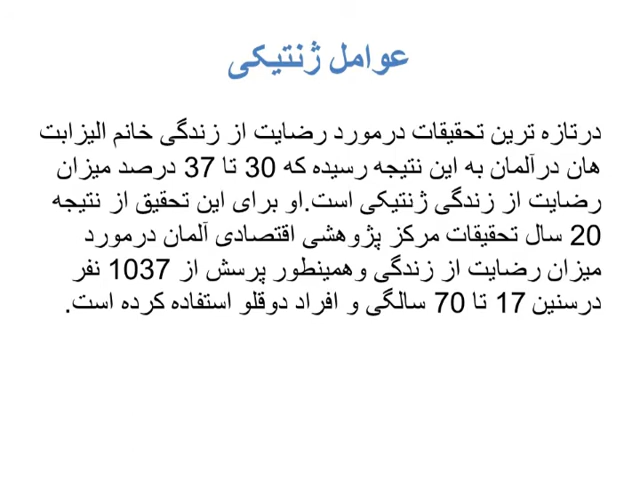 عوامل ژنتیکی
درتازه ترین تحقیقات درمورد رضایت از زندگی خانم الیزابت
هان درآلمان به این نتیجه رسیده که 30 تا 37 درصد میزان
رضایت از زندگی ژنتیکی است.او برای این تحقیق از نتیجه
20 سال تحقیقات مرکز پژوهشی اقتصادی آلمان درمورد
میزان رضایت از زندگی وهمینطور پرسش از 1037 نفر
درسنین 17 تا 70 سالگی و افراد دوقلو استفاده کرده است.